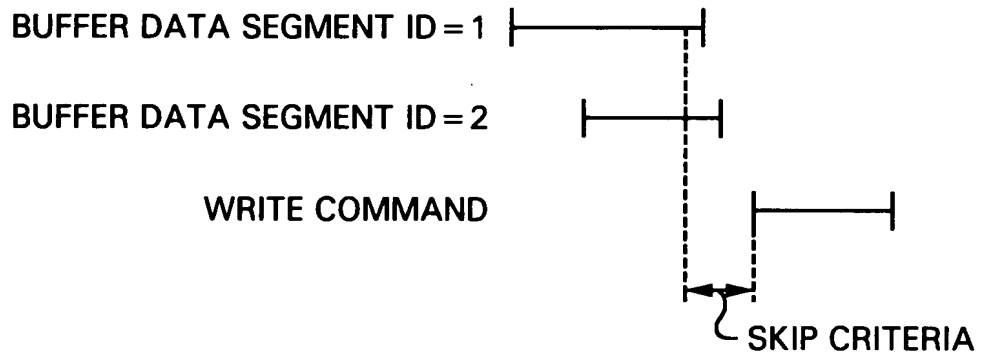 BUFFER DATA SEGMENT ID=1
BUFFER DATA SEGMENT ID=2
WRITE COMMAND
SKIP CRITERIA